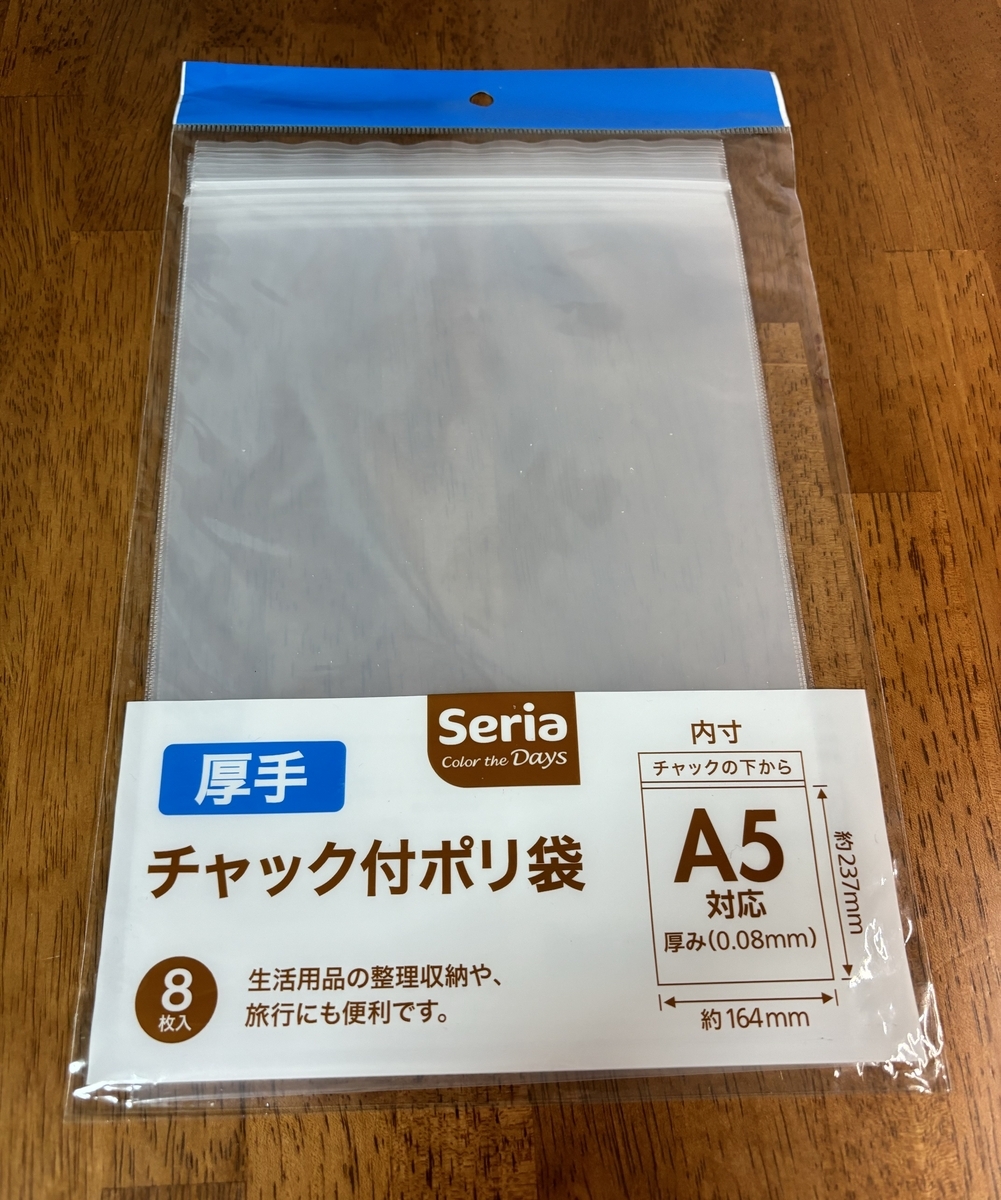 Seria
Color the Days
厚手
チャック付ポリ袋
8
枚入
生活用品の整理収納や、
旅行にも便利です。
内寸
チャックの下から
A5
対応
厚み(0.08mm)
約237mm
約164mm